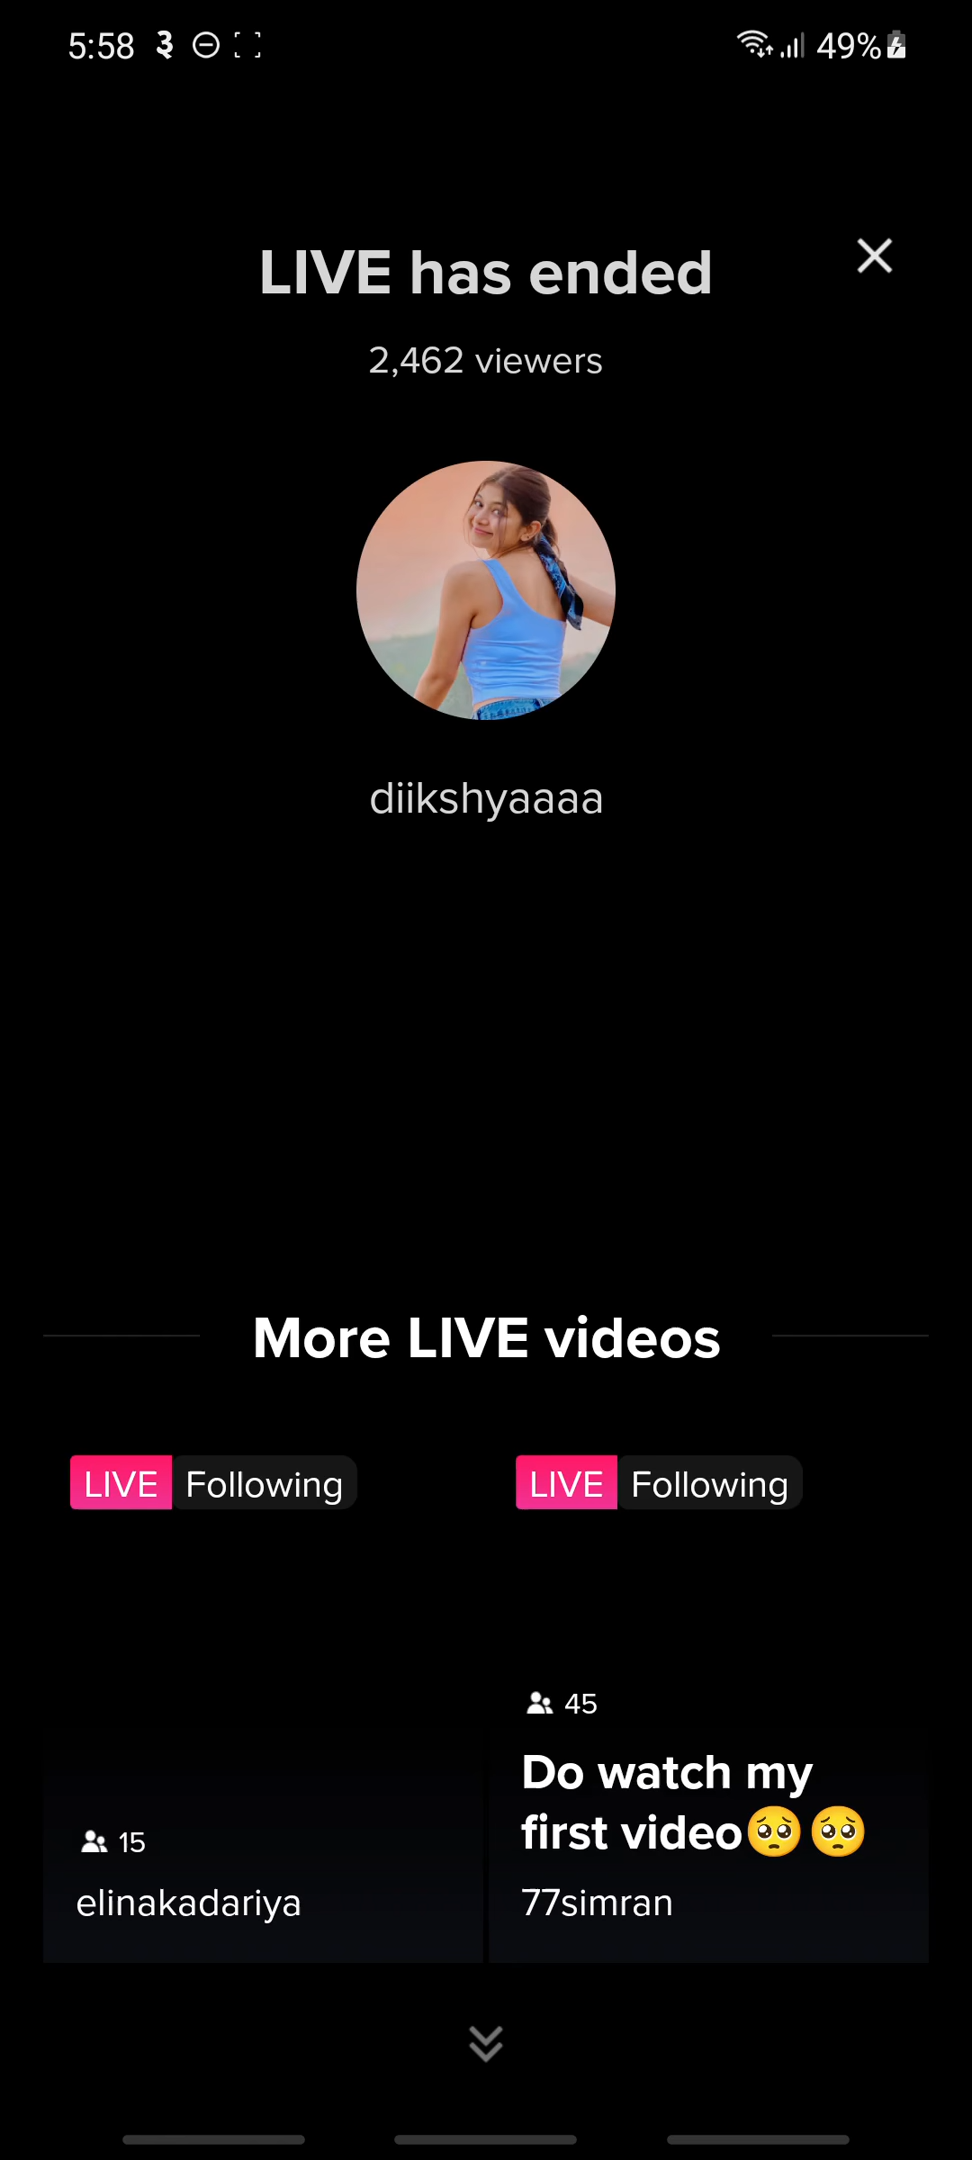 5:58 ३ 49%
LIVE has ended
2,462 viewers
diikshyaaaa
More LIVE videos
LIVE Following
LIVE Following
15
elinakadariya
45
Do watch my
first video🥺🥺
77simran